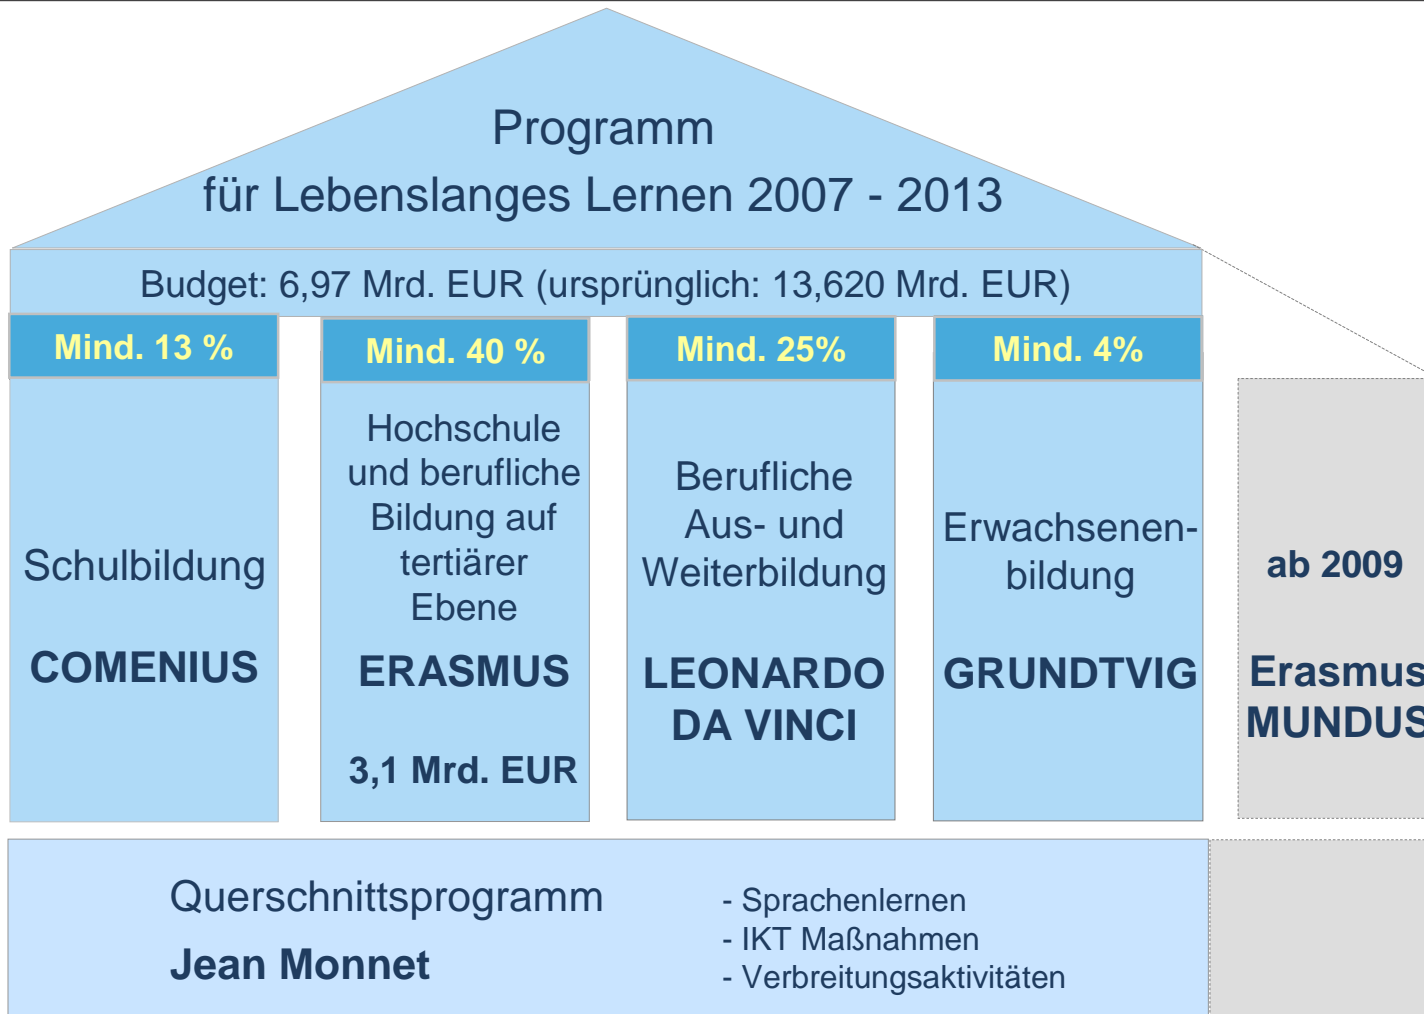 Programm
für Lebenslanges Lernen 2007 - 2013
Budget: 6,97 Mrd. EUR (ursprünglich: 13,620 Mrd. EUR)
Mind. 13 %
Schulbildung
COMENIUS
Mind. 40 %
Hochschule
und berufliche
Bildung auf
tertiärer
Ebene
ERASMUS
3,1 Mrd. EUR
Mind. 25%
Berufliche
Aus- und
Weiterbildung
LEONARDO
DA VINCI
Mind. 4%
Erwachsenen-
bildung
GRUNDTVIG
ab 2009
Erasmus
MUNDUS
Querschnittsprogramm
Jean Monnet
- Sprachenlernen
- IKT Maßnahmen
- Verbreitungsaktivitäten